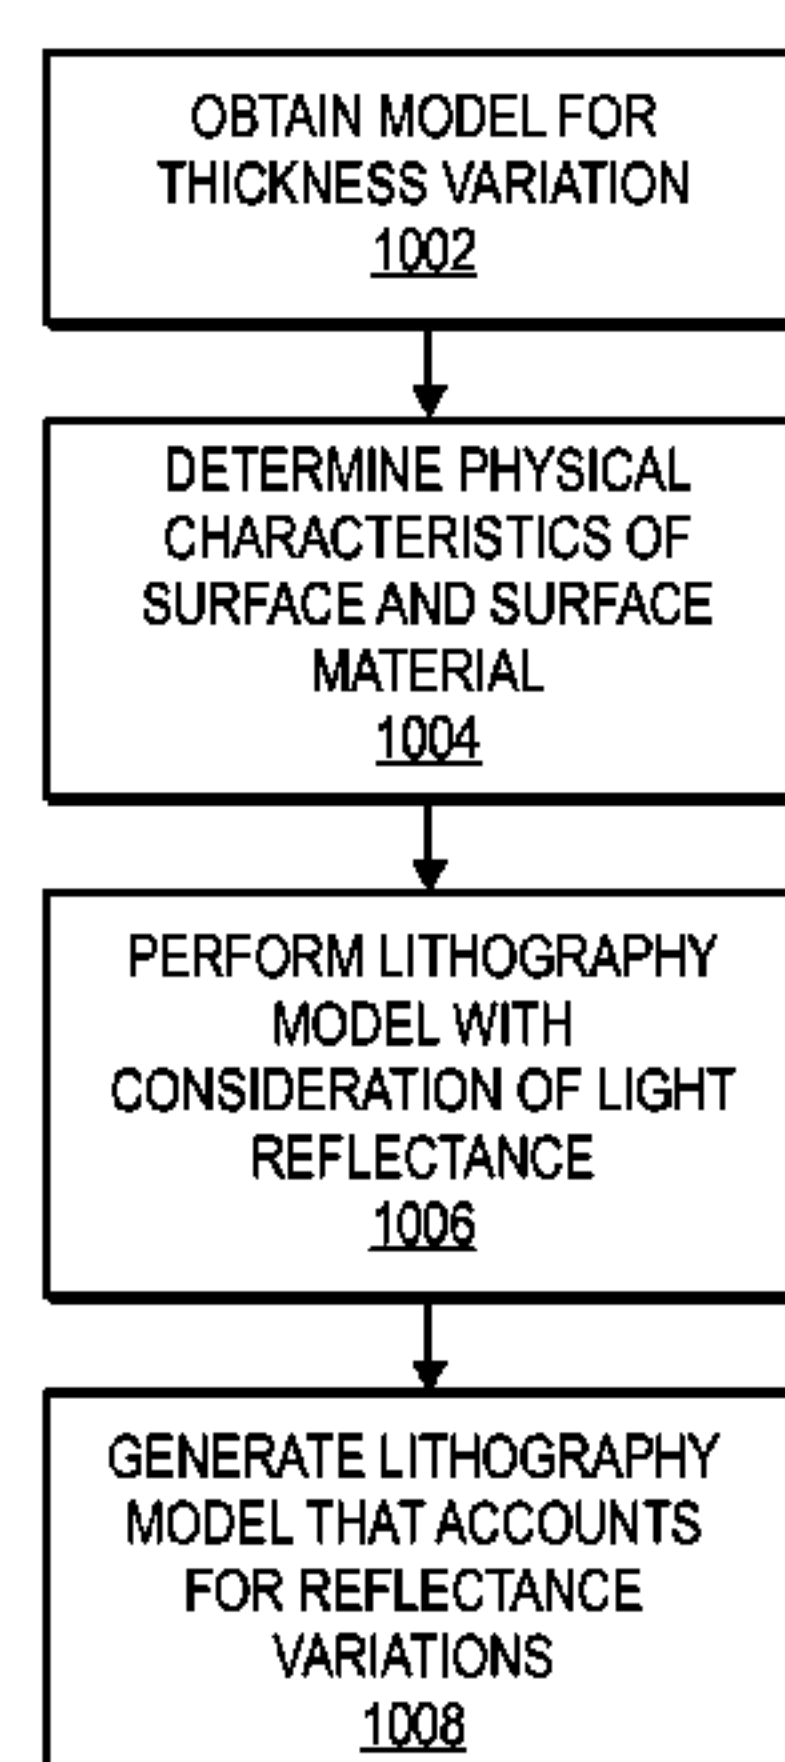 OBTAIN MODEL FOR
THICKNESS VARIATION
1002
DETERMINE PHYSICAL
CHARACTERISTICS OF
SURFACE AND SURFACE
MATERIAL
1004
PERFORM LITHOGRAPHY
MODEL WITH
CONSIDERATION OF LIGHT
REFLECTANCE
1006
GENERATE LITHOGRAPHY
MODEL THAT ACCOUNTS
FOR REFLECTANCE
VARIATIONS
1008